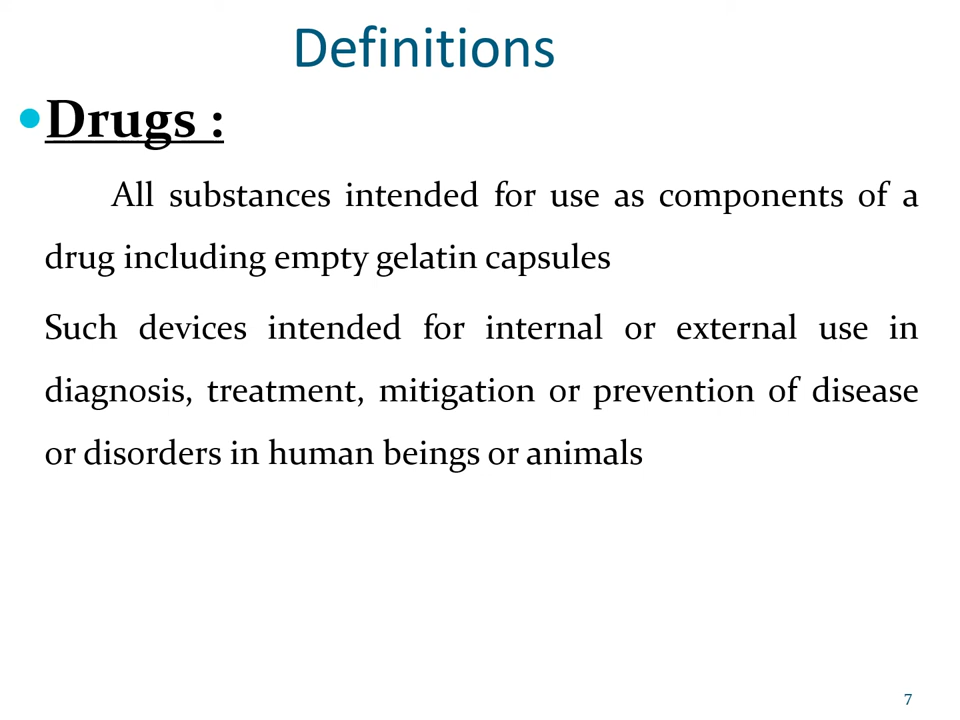 Definitions
Drugs :
All substances intended for use as components of a
drug including empty gelatin capsules
Such devices intended for internal or external use in
diagnosis, treatment, mitigation or prevention of disease
or disorders in human beings or animals
7